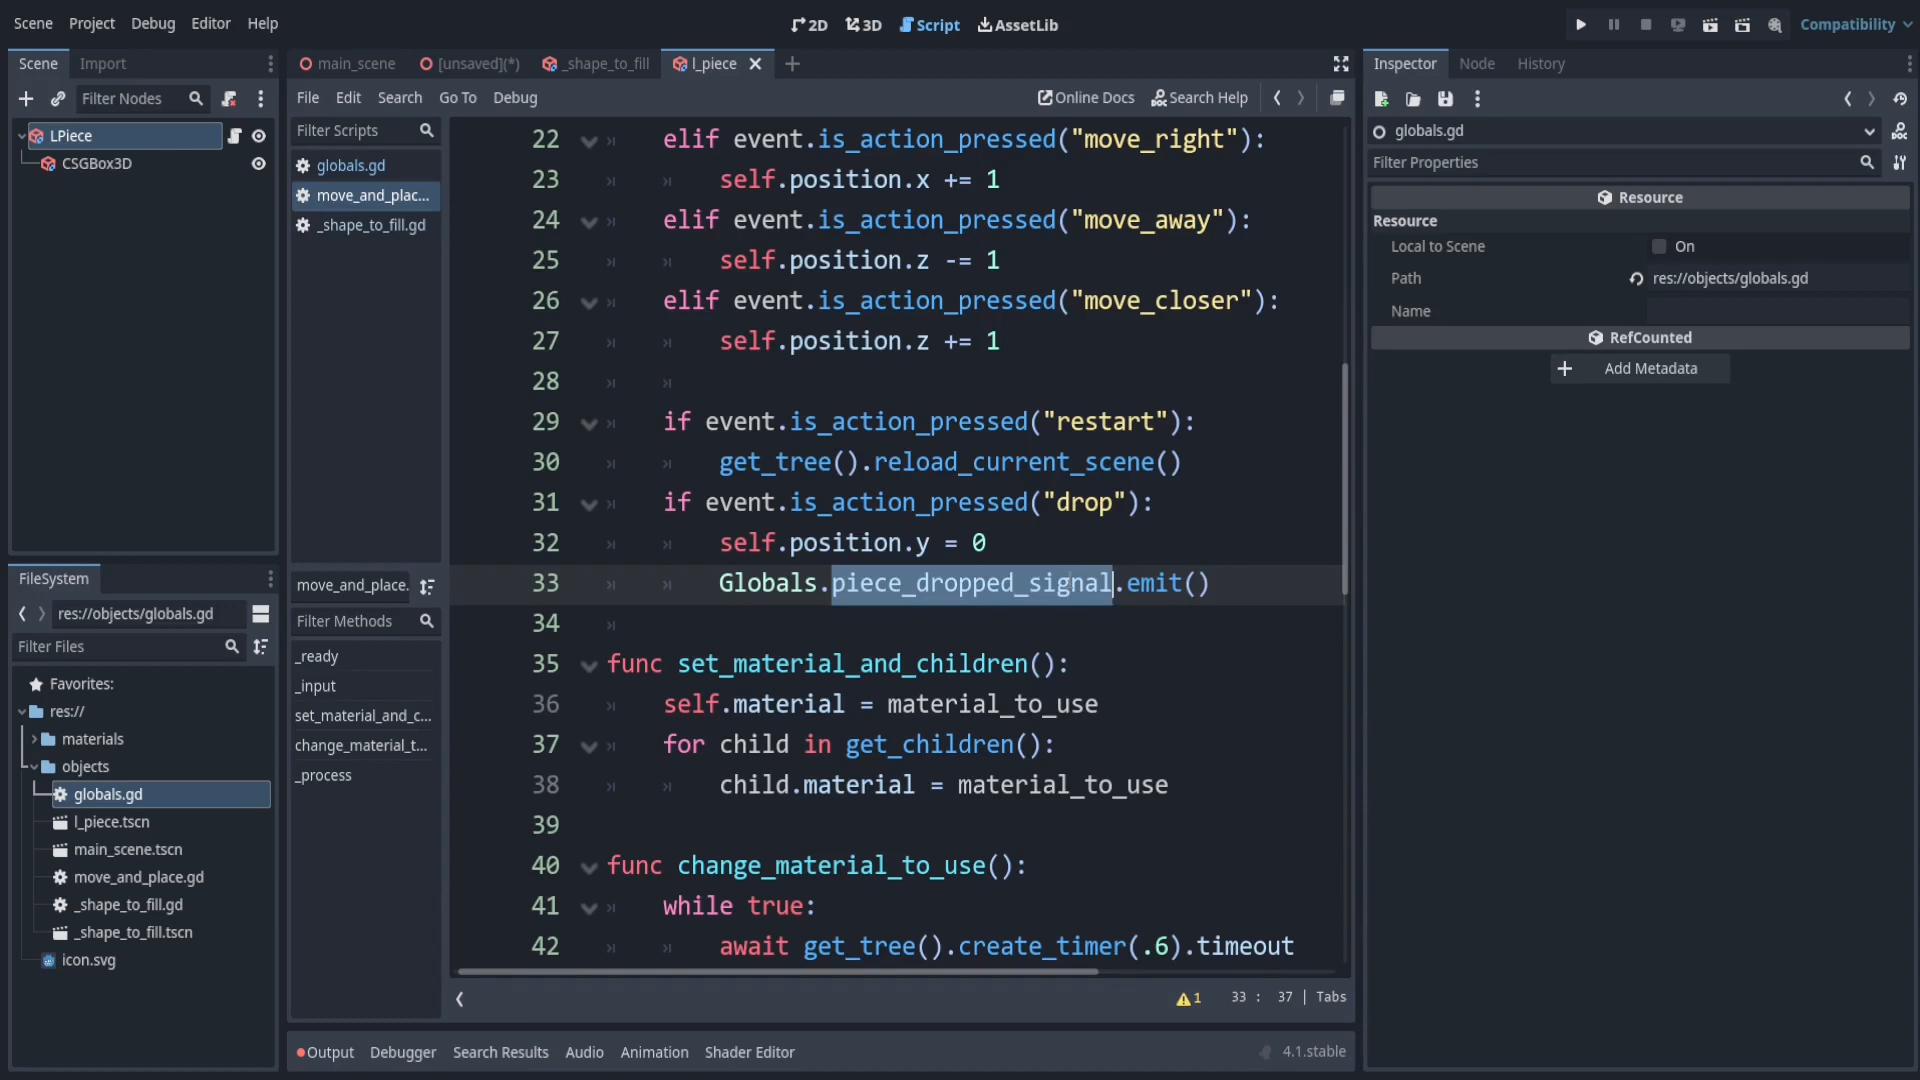 Scene Project Debug Editor Help
2D 3D Script AssetLib
Compatibility
Scene Import
Filter Nodes
LPiece
CSGBox3D
FileSystem
res://objects/globals.gd
Filter Files
Favorites:
res://
materials
objects
globals.gd
l_piece.tscn
main_scene.tscn
move_and_place.gd
_shape_to_fill.gd
_shape_to_fill.tscn
icon.svg
main_scene [unsaved](*) _shape_to_fill l_piece
File Edit Search Go To Debug
Online Docs Search Help
Filter Scripts
globals.gd
move_and_plac...
_shape_to_fill.gd
move_and_place.
Filter Methods
_ready
_input
set_material_and_c...
change_material_t...
_process
22 elif event.is_action_pressed("move_right"):
23 self.position.x += 1
24 elif event.is_action_pressed("move_away"):
25 self.position.z -= 1
26 elif event.is_action_pressed("move_closer"):
27 self.position.z += 1
28
29 if event.is_action_pressed("restart"):
30 get_tree().reload_current_scene()
31 if event.is_action_pressed("drop"):
32 self.position.y = 0
33 Globals.piece_dropped_signal.emit()
34
35 func set_material_and_children():
36 self.material = material_to_use
37 for child in get_children():
38 child.material = material_to_use
39
40 func change_material_to_use():
41 while true:
42 await get_tree().create_timer(.6).timeout
1 33 : 37 | Tabs
Output Debugger Search Results Audio Animation Shader Editor
4.1.stable
Inspector Node History
globals.gd
Filter Properties
Resource
Resource
Local to Scene On
Path res://objects/globals.gd
Name
RefCounted
Add Metadata